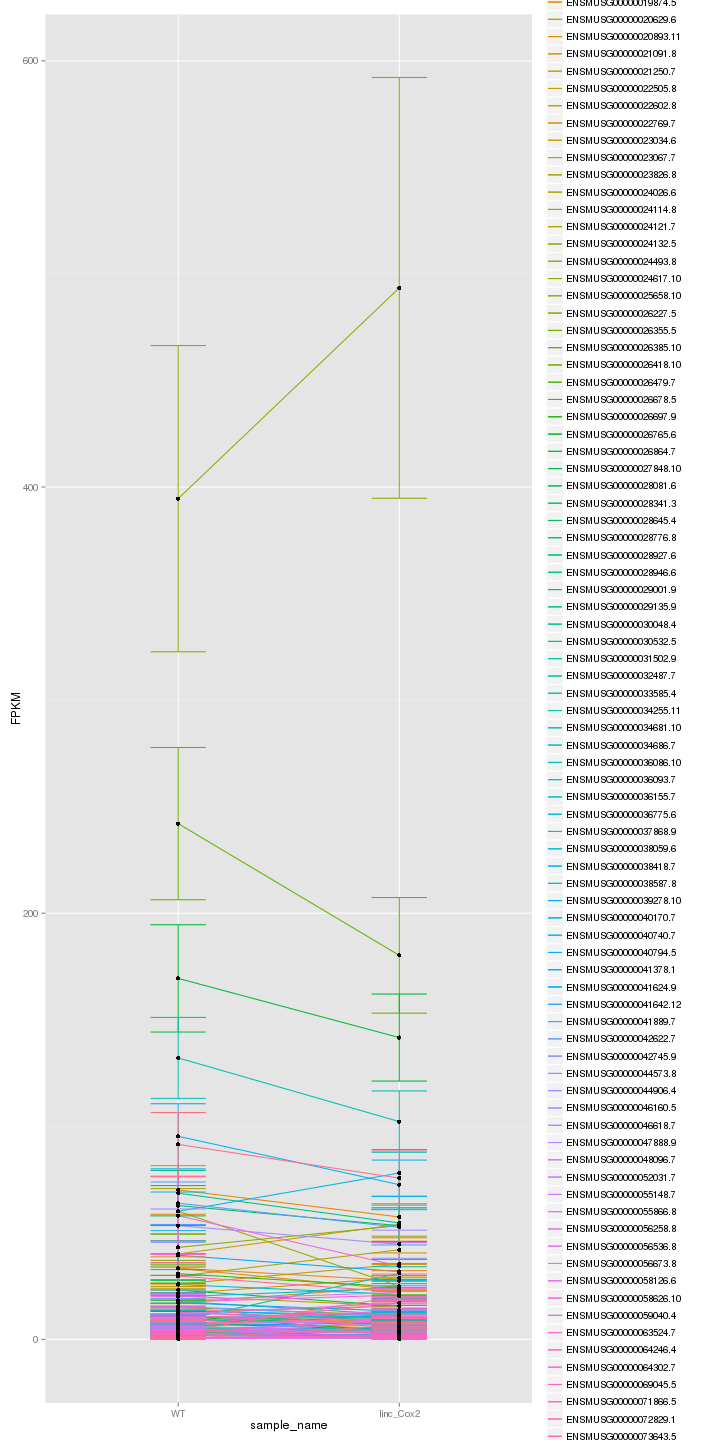 600
400
200
0
FPKM
WT
linc_Cox2
sample_name
ENSMUSG00000019874.5
ENSMUSG00000020629.6
ENSMUSG00000020893.11
ENSMUSG00000021091.8
ENSMUSG00000021250.7
ENSMUSG00000022505.8
ENSMUSG00000022602.8
ENSMUSG00000022769.7
ENSMUSG00000023034.6
ENSMUSG00000023067.7
ENSMUSG00000023826.8
ENSMUSG00000024026.6
ENSMUSG00000024114.8
ENSMUSG00000024121.7
ENSMUSG00000024132.5
ENSMUSG00000024493.8
ENSMUSG00000024617.10
ENSMUSG00000025658.10
ENSMUSG00000026227.5
ENSMUSG00000026355.5
ENSMUSG00000026385.10
ENSMUSG00000026418.10
ENSMUSG00000026479.7
ENSMUSG00000026678.5
ENSMUSG00000026697.9
ENSMUSG00000026765.6
ENSMUSG00000026864.7
ENSMUSG00000027848.10
ENSMUSG00000028081.6
ENSMUSG00000028341.3
ENSMUSG00000028645.4
ENSMUSG00000028776.8
ENSMUSG00000028927.6
ENSMUSG00000028946.6
ENSMUSG00000029001.9
ENSMUSG00000029135.9
ENSMUSG00000030048.4
ENSMUSG00000030532.5
ENSMUSG00000031502.9
ENSMUSG00000032487.7
ENSMUSG00000033585.4
ENSMUSG00000034255.11
ENSMUSG00000034681.10
ENSMUSG00000034686.7
ENSMUSG00000036086.10
ENSMUSG00000036093.7
ENSMUSG00000036155.7
ENSMUSG00000036775.6
ENSMUSG00000037868.9
ENSMUSG00000038059.6
ENSMUSG00000038418.7
ENSMUSG00000038587.8
ENSMUSG00000039278.10
ENSMUSG00000040170.7
ENSMUSG00000040740.7
ENSMUSG00000040794.5
ENSMUSG00000041378.1
ENSMUSG00000041624.9
ENSMUSG00000041642.12
ENSMUSG00000041889.7
ENSMUSG00000042622.7
ENSMUSG00000042745.9
ENSMUSG00000044573.8
ENSMUSG00000044906.4
ENSMUSG00000046160.5
ENSMUSG00000046618.7
ENSMUSG00000047888.9
ENSMUSG00000048096.7
ENSMUSG00000052031.7
ENSMUSG00000055148.7
ENSMUSG00000055866.8
ENSMUSG00000056258.8
ENSMUSG00000056536.8
ENSMUSG00000056673.8
ENSMUSG00000058126.6
ENSMUSG00000058626.10
ENSMUSG00000059040.4
ENSMUSG00000063524.7
ENSMUSG00000064246.4
ENSMUSG00000064302.7
ENSMUSG00000069045.5
ENSMUSG00000071866.5
ENSMUSG00000072829.1
ENSMUSG00000073643.5